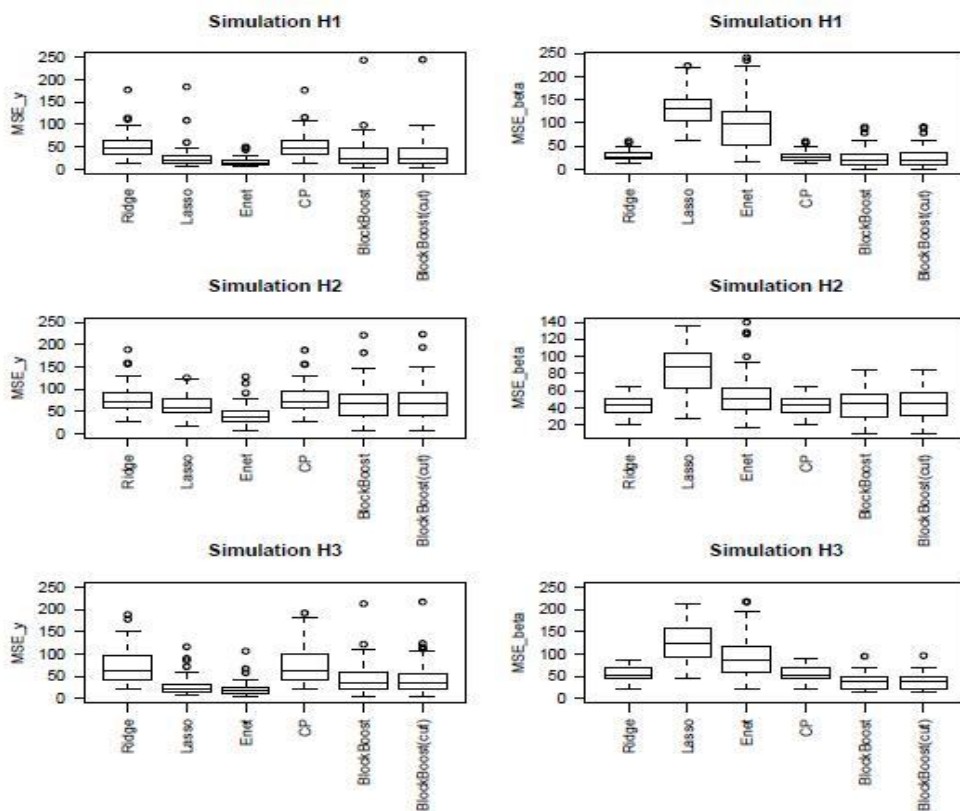 Simulation H1
MSE_y
250
200
150
100
50
0
Ridge
Lasso
Enet
CP
BlockBoost
BlockBoost(cut)
Simulation H1
MSE_beta
250
200
150
100
50
0
Ridge
Lasso
Enet
CP
BlockBoost
BlockBoost(cut)
Simulation H2
MSE_y
250
200
150
100
50
0
Ridge
Lasso
Enet
CP
BlockBoost
BlockBoost(cut)
Simulation H2
MSE_beta
140
120
100
80
60
40
20
Ridge
Lasso
Enet
CP
BlockBoost
BlockBoost(cut)
Simulation H3
MSE_y
250
200
150
100
50
0
Ridge
Lasso
Enet
CP
BlockBoost
BlockBoost(cut)
Simulation H3
MSE_beta
250
200
150
100
50
0
Ridge
Lasso
Enet
CP
BlockBoost
BlockBoost(cut)